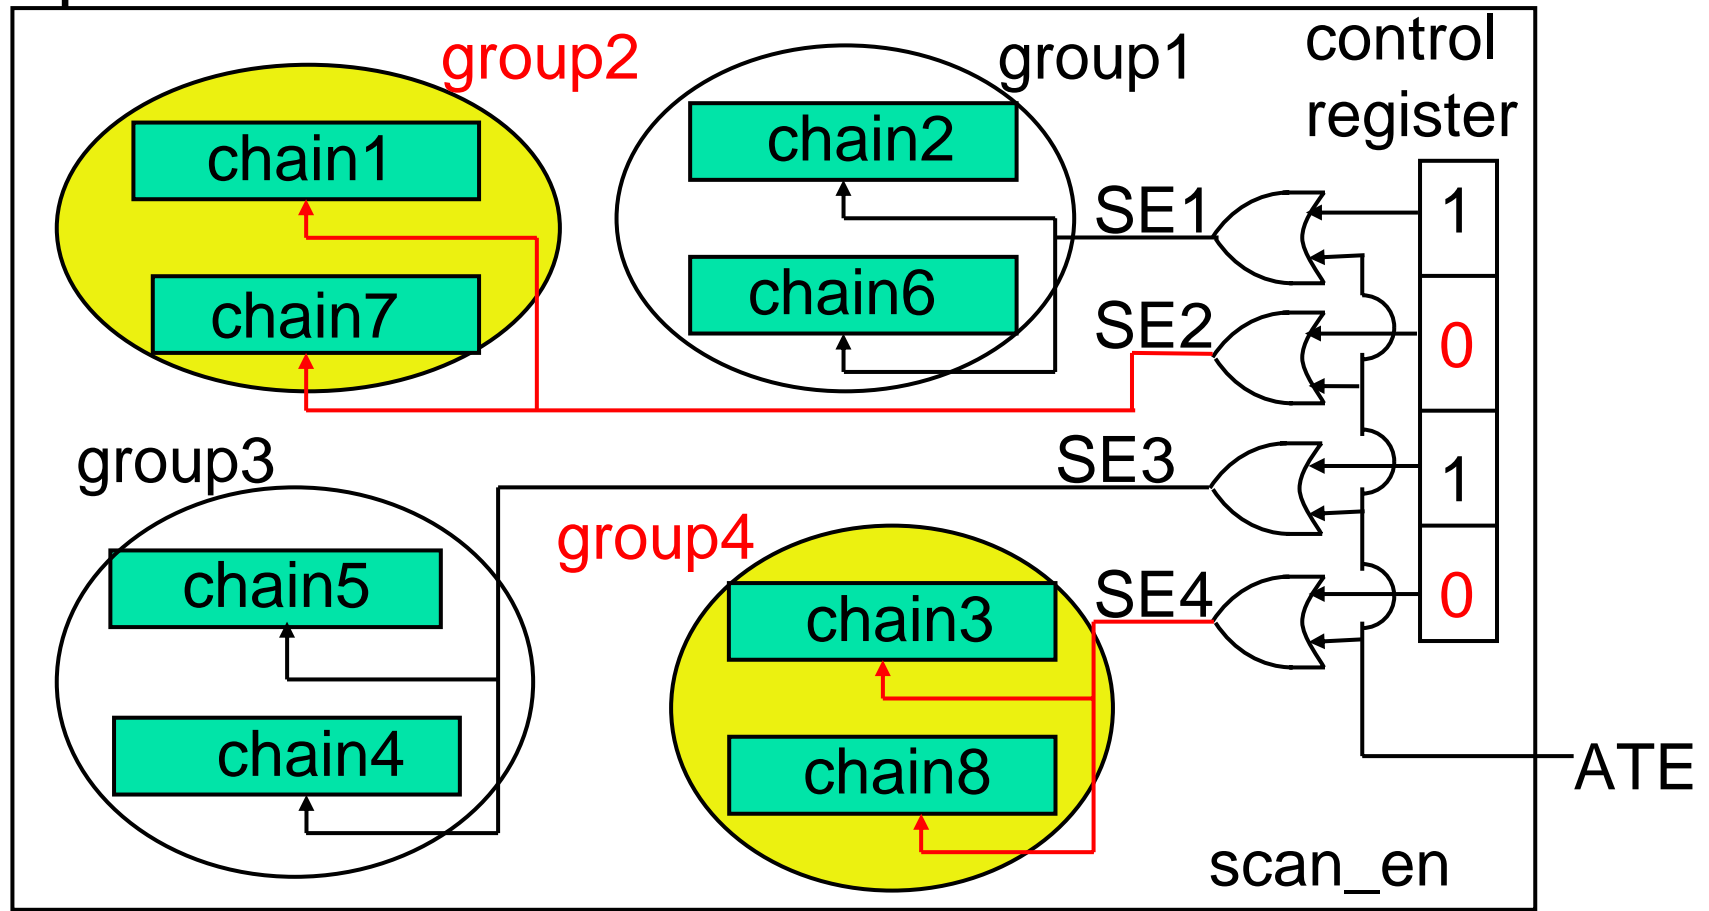 group2
group1
control
register
chain1
chain2
SE1
1
chain7
chain6
SE2
0
group3
SE3
1
group4
chain5
chain3
SE4
0
chain4
chain8
ATE
scan_en